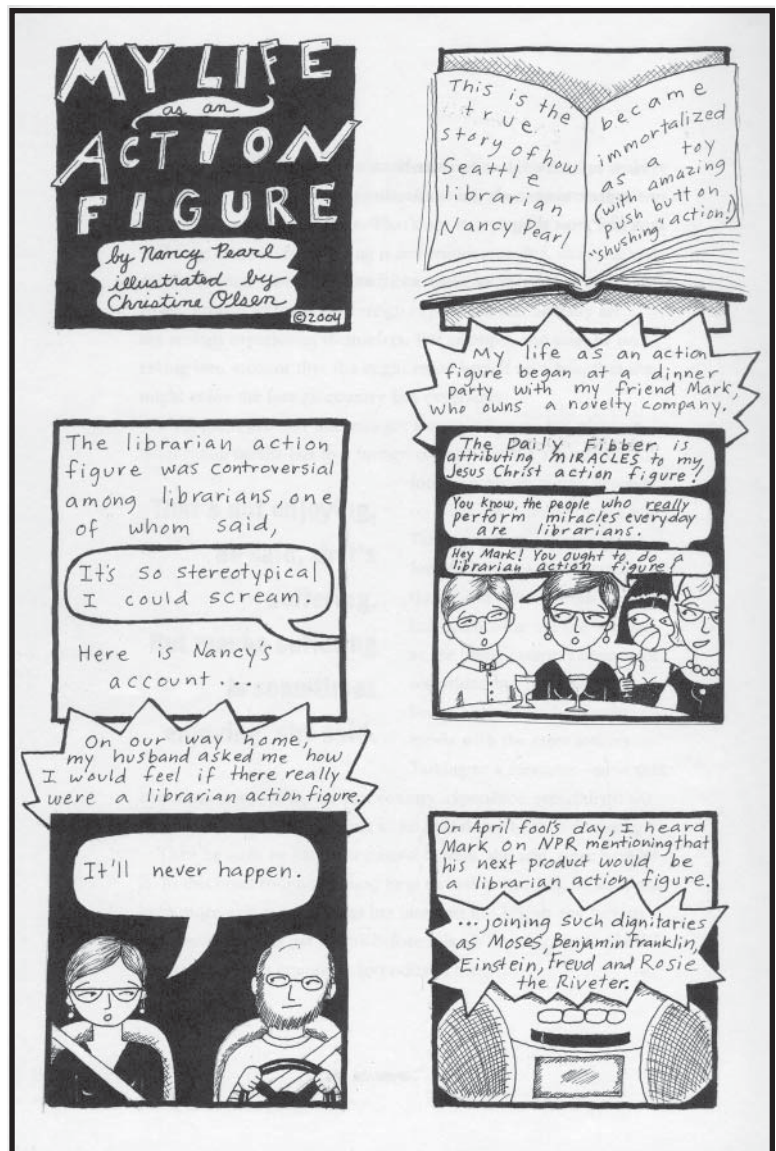 MY LIFE
as an
ACTION
FIGURE
by Nancy Pearl
illustrated by
Christine Olsen
©2004
This is the
true
story of how
Seattle
librarian,
Nancy Pearl
became
immortalized
as a toy
(with amazing
push button
"shushing" action!)
The librarian action
figure was controversial
among librarians, one
of whom said,
It's so stereotypical
I could scream.
Here is Nancy's
account....
My life as an action
figure began at a dinner
party with my friend Mark,
who owns a novelty company.
The Daily Fibber is
attributing MIRACLES to my
Jesus Christ action figure!
You know, the people who really
perform miracles everyday
are librarians.
Hey Mark! You ought to do a
librarian action figure!
On our way home,
my husband asked me how
I would feel if there really
were a librarian action figure.
It'll never happen.
On April fool's day, I heard
Mark on NPR mentioning that
his next product would be
a librarian action figure.
...joining such dignitaries
as Moses, Benjamin Franklin,
Einstein, Freud and Rosie
the Riveter.